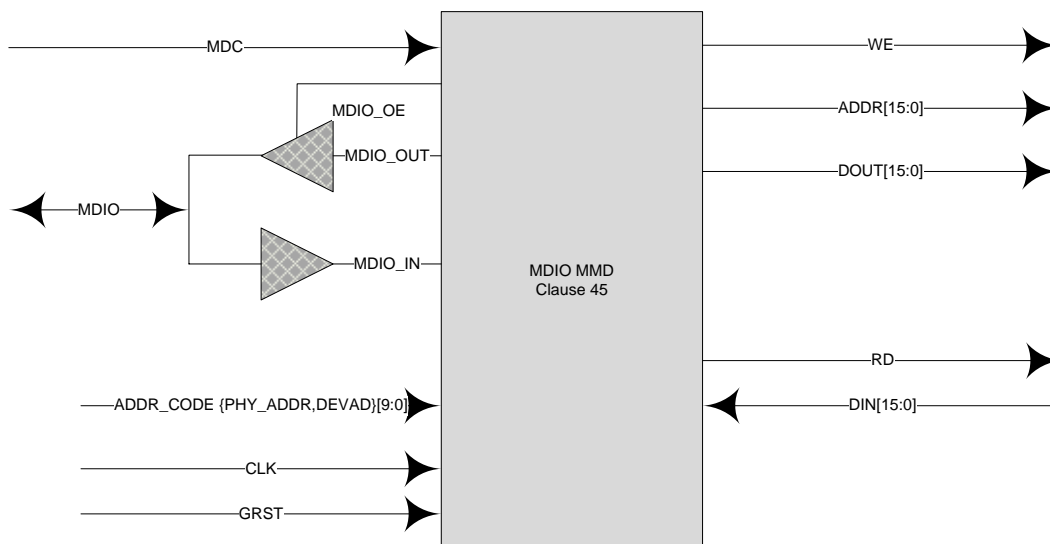 MDC
WE
MDIO_OE
ADDR[15:0]
MDIO_OUT
DOUT[15:0]
MDIO
MDIO_IN
MDIO MMD
Clause 45
RD
ADDR_CODE {PHY_ADDR,DEVAD}[9:0]
DIN[15:0]
CLK
GRST